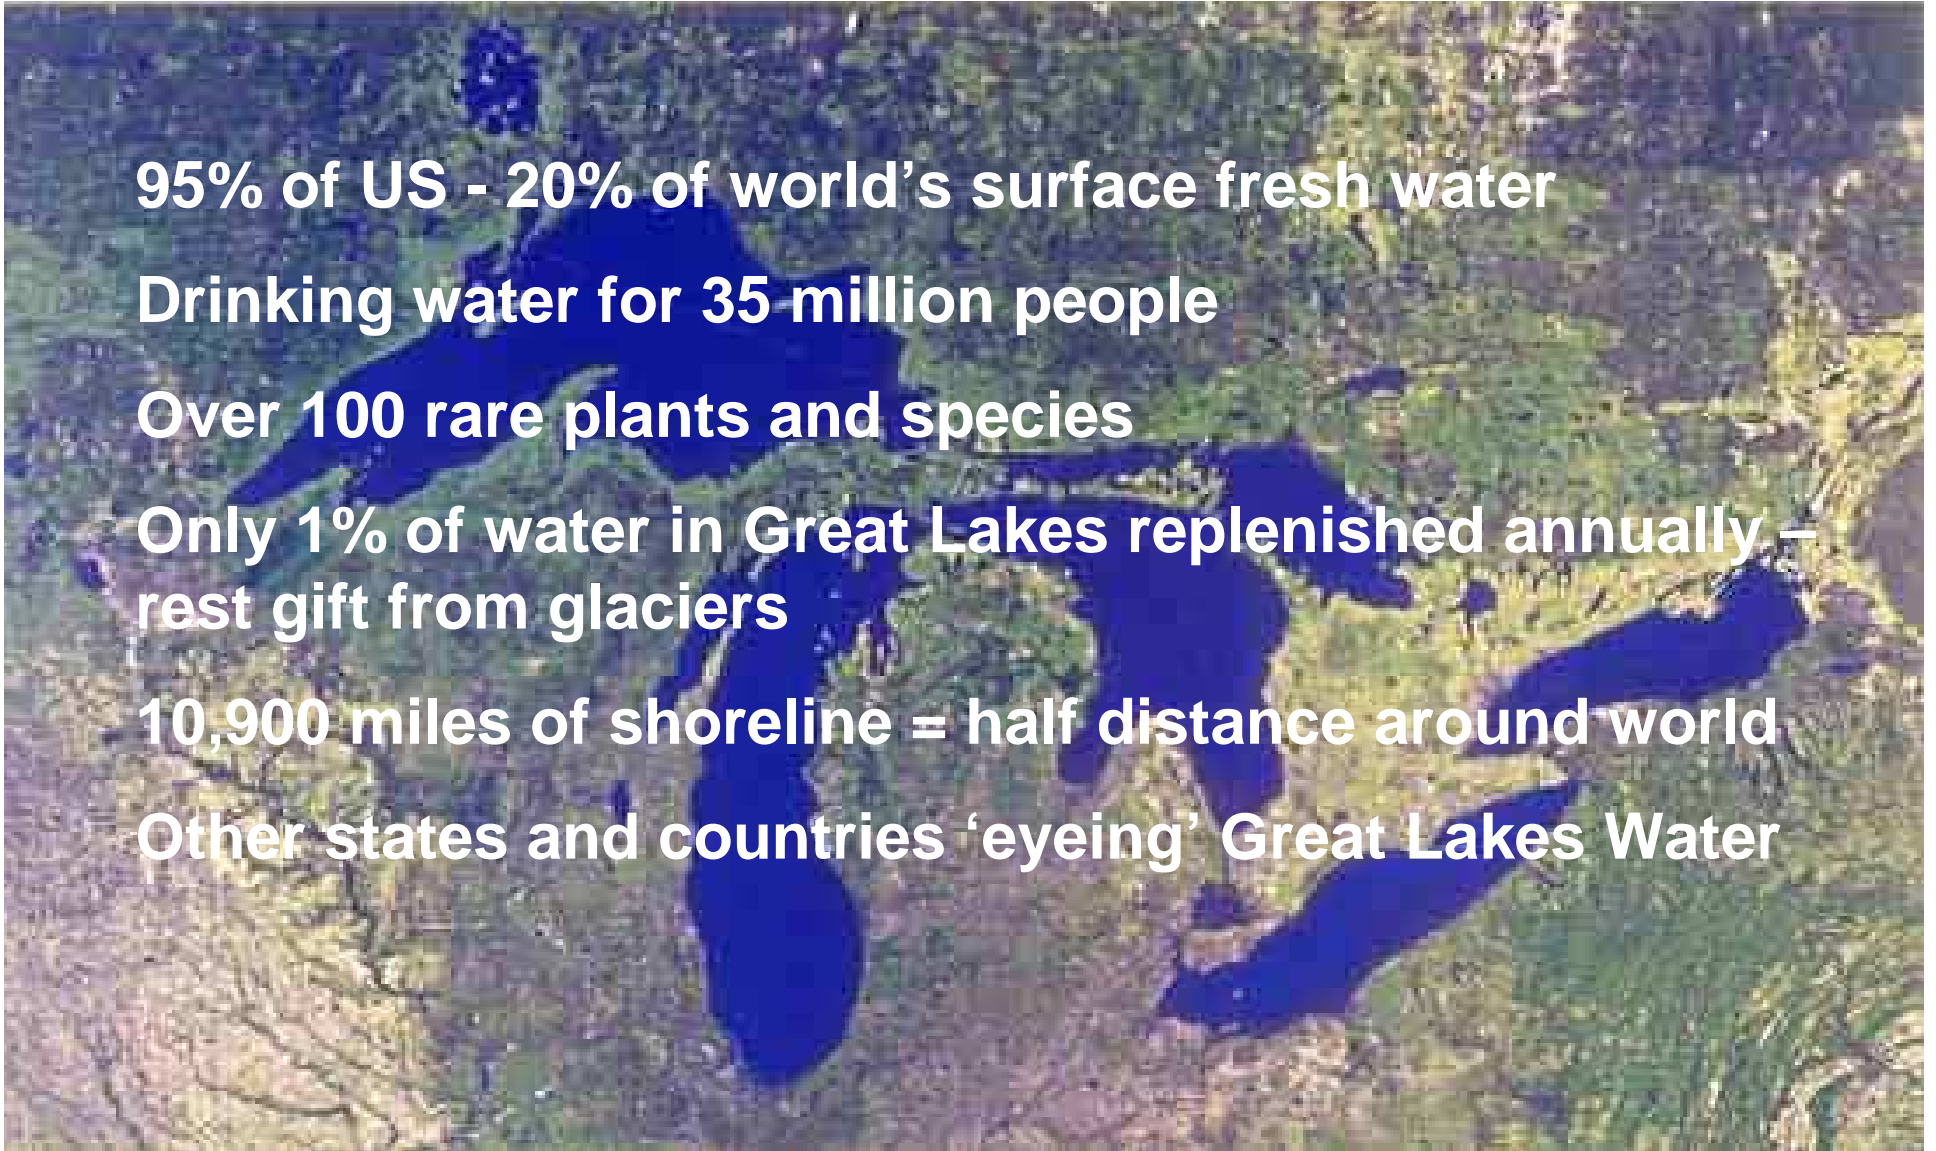 95% of US - 20% of world’s surface fresh water
Drinking water for 35 million people
Over 100 rare plants and species
Only 1% of water in Great Lakes replenished annually –
rest gift from glaciers
10,900 miles of shoreline = half distance around world
Other states and countries ‘eyeing’ Great Lakes Water